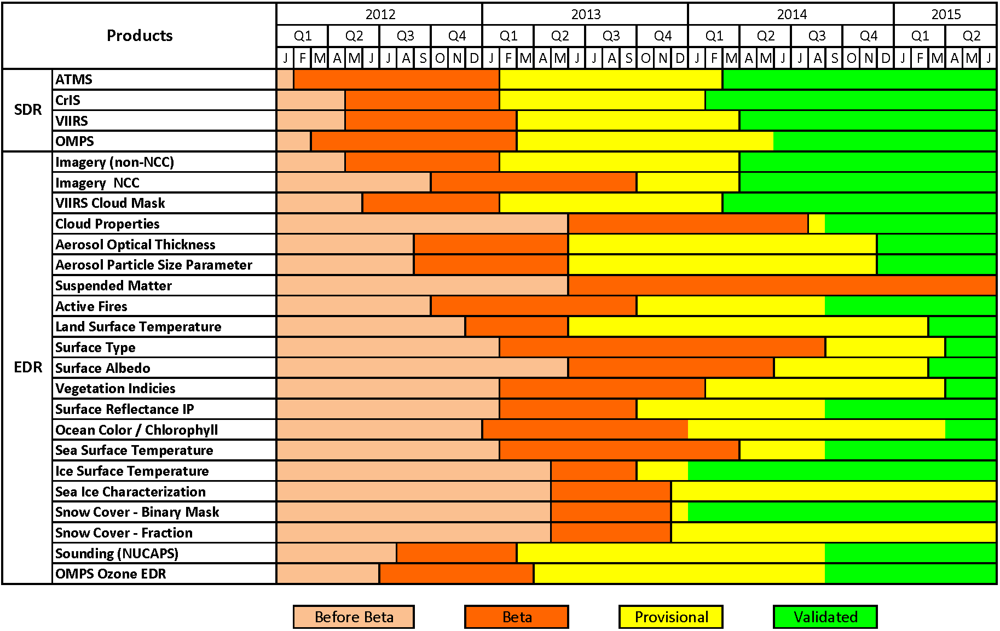 Products
2012 2013 2014 2015
Q1 Q2 Q3 Q4 Q1 Q2 Q3 Q4 Q1 Q2 Q3 Q4 Q1 Q2
J F M A M J J A S O N D J F M A M J J A S O N D J F M A M J J A S O N D J F M A M J
SDR
ATMS
CrIS
VIIRS
OMPS
EDR
Imagery (non-NCC)
Imagery NCC
VIIRS Cloud Mask
Cloud Properties
Aerosol Optical Thickness
Aerosol Particle Size Parameter
Suspended Matter
Active Fires
Land Surface Temperature
Surface Type
Surface Albedo
Vegetation Indicies
Surface Reflectance IP
Ocean Color / Chlorophyll
Sea Surface Temperature
Ice Surface Temperature
Sea Ice Characterization
Snow Cover - Binary Mask
Snow Cover - Fraction
Sounding (NUCAPS)
OMPS Ozone EDR
Before Beta
Beta
Provisional
Validated